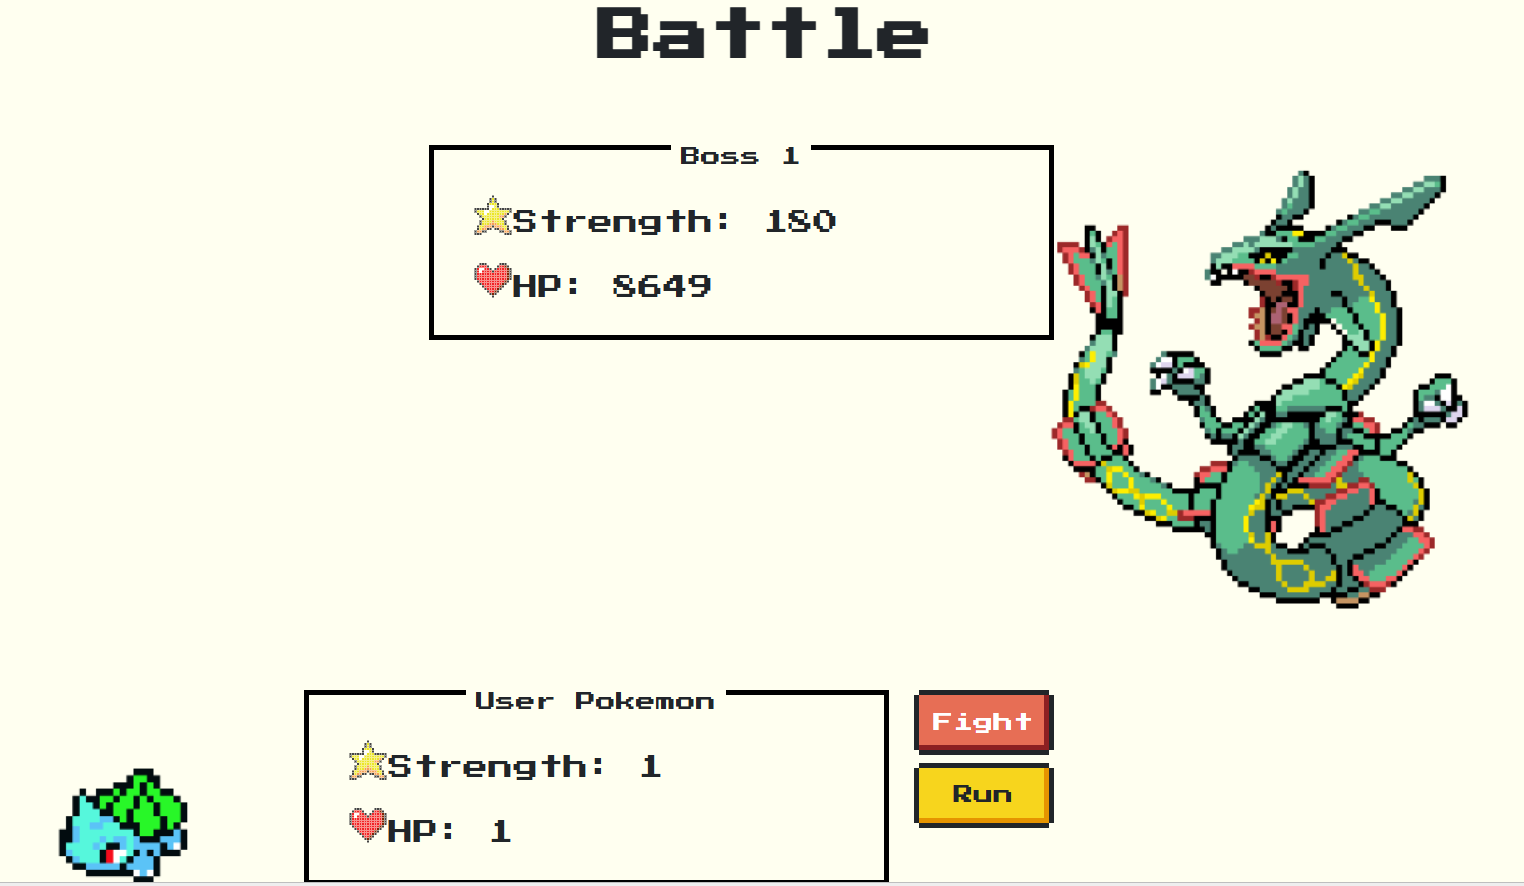 Battle
Boss 1
Strength: 180
HP: 8649
User Pokemon
Strength: 1
HP: 1
Fight
Run